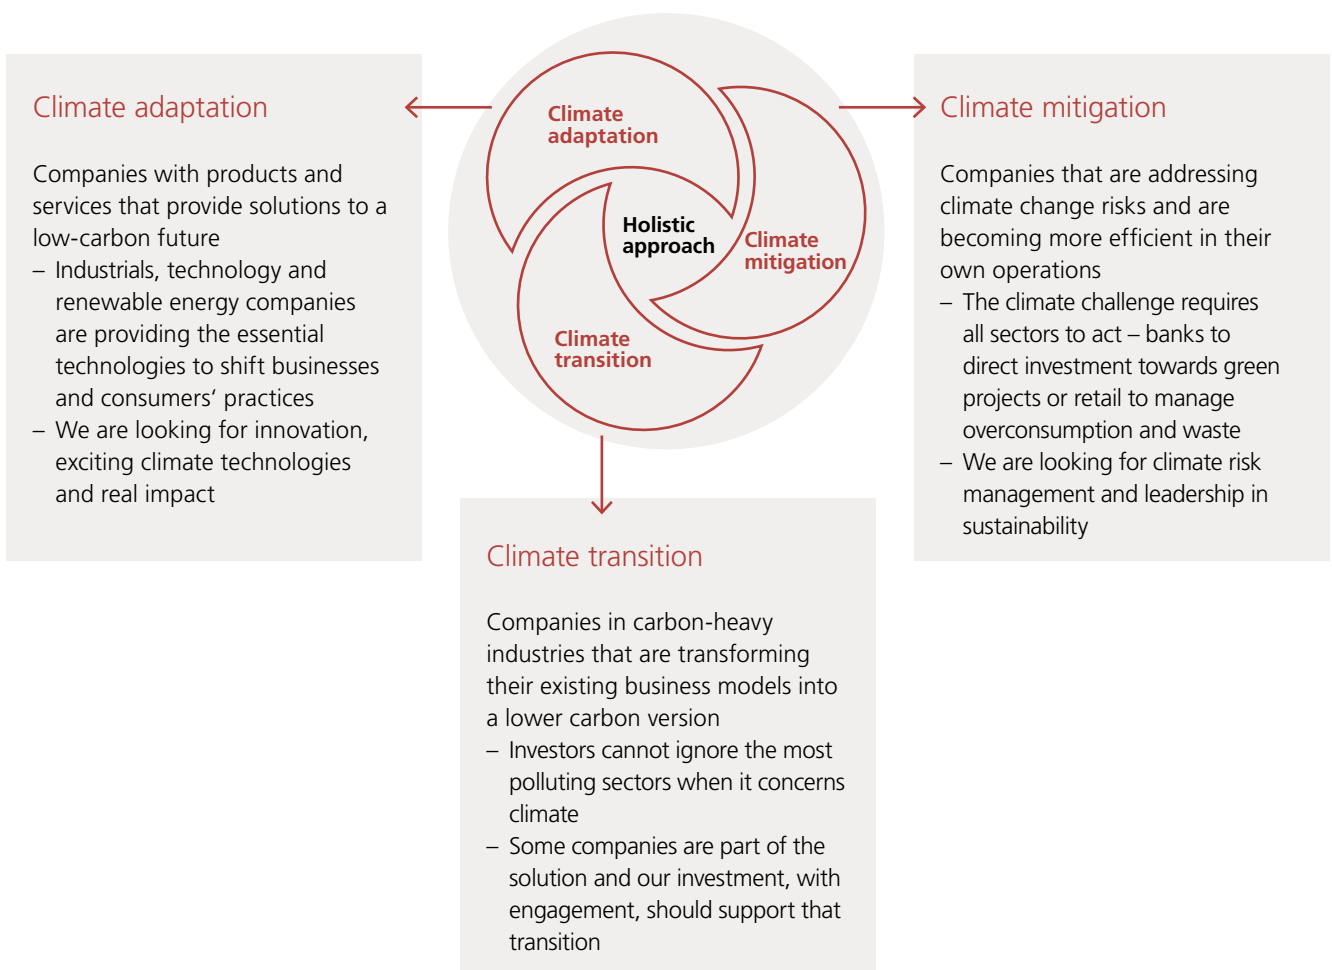 Climate adaptation
Companies with products and
services that provide solutions to a
low-carbon future
– Industrials, technology and
renewable energy companies
are providing the essential
technologies to shift businesses
and consumers‘ practices
– We are looking for innovation,
exciting climate technologies
and real impact
Climate
adaptation
Holistic
approach
Climate
mitigation
Climate
transition
Climate mitigation
Companies that are addressing
climate change risks and are
becoming more efficient in their
own operations
– The climate challenge requires
all sectors to act – banks to
direct investment towards green
projects or retail to manage
overconsumption and waste
– We are looking for climate risk
management and leadership in
sustainability
Climate transition
Companies in carbon-heavy
industries that are transforming
their existing business models into
a lower carbon version
– Investors cannot ignore the most
polluting sectors when it concerns
climate
– Some companies are part of the
solution and our investment, with
engagement, should support that
transition